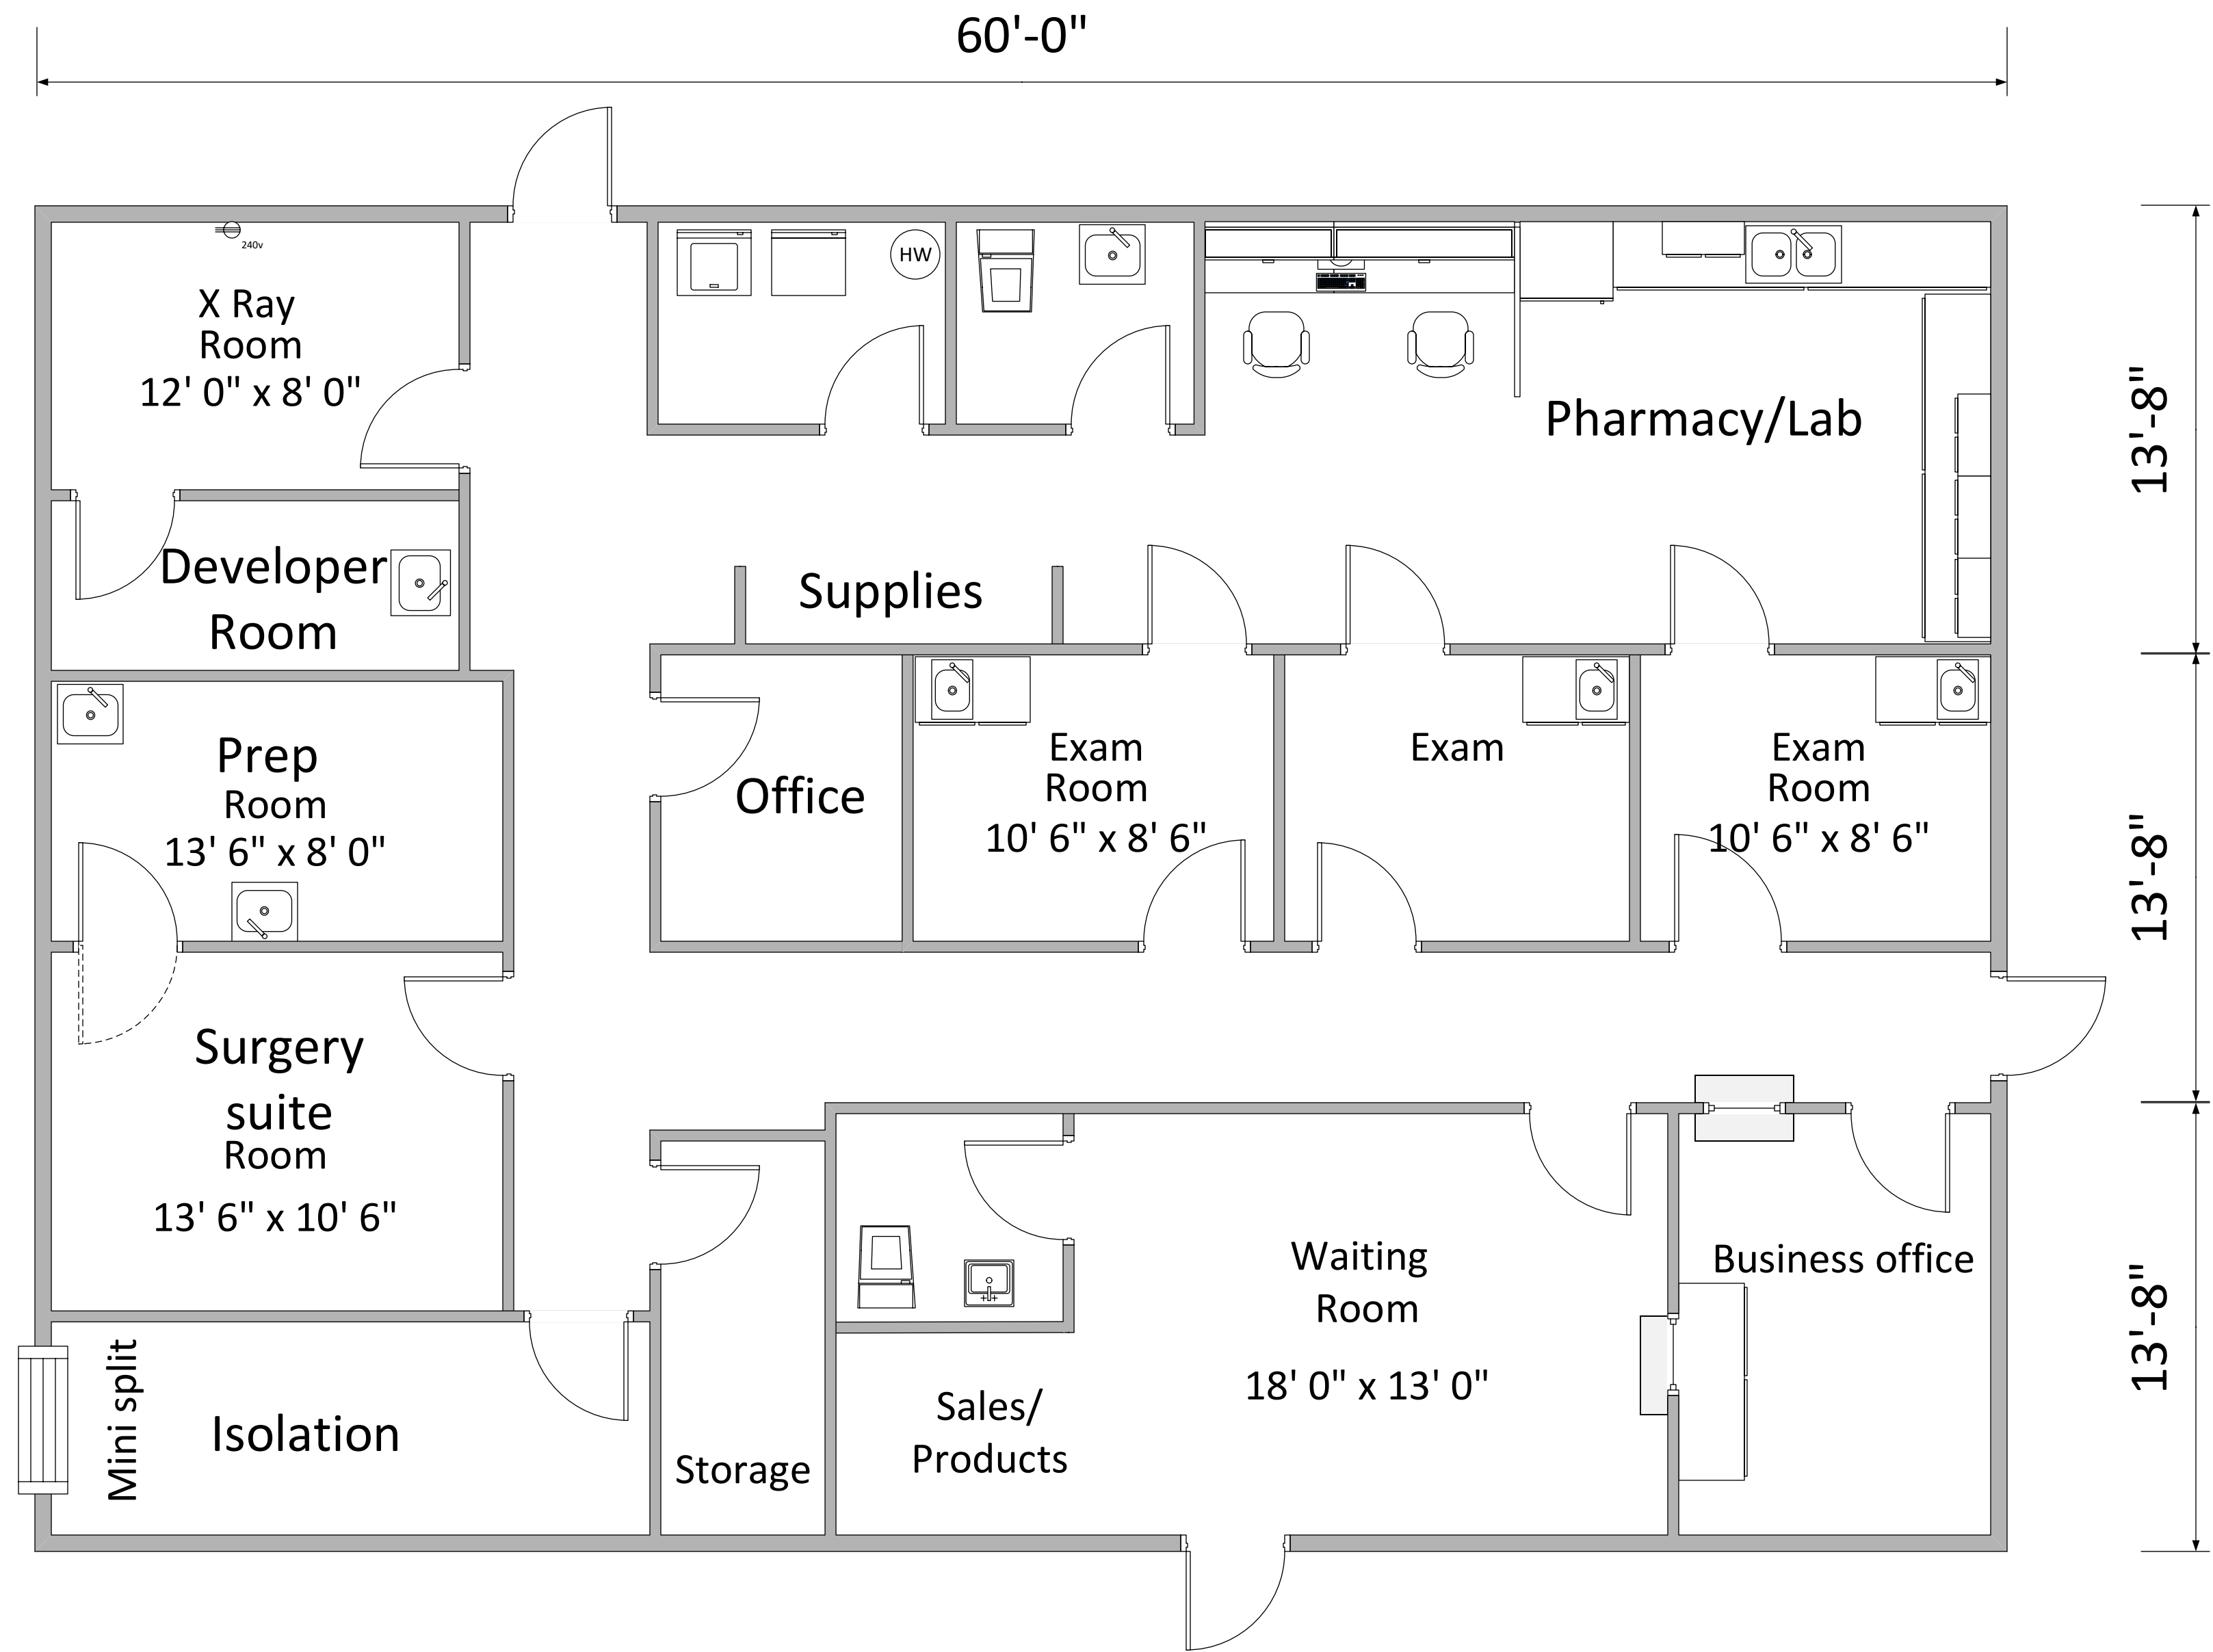 60'-0"
240v
HW
X Ray
Room
12' 0" x 8' 0"
Pharmacy/Lab
13'-8"
Developer
Room
Supplies
Prep
Room
13' 6" x 8' 0"
Office
Exam
Room
10' 6" x 8' 6"
Exam
Exam
Room
10' 6" x 8' 6"
13'-8"
Surgery
suite
Room
13' 6" x 10' 6"
Waiting
Room
18' 0" x 13' 0"
Business office
13'-8"
Mini split
Isolation
Storage
Sales/
Products